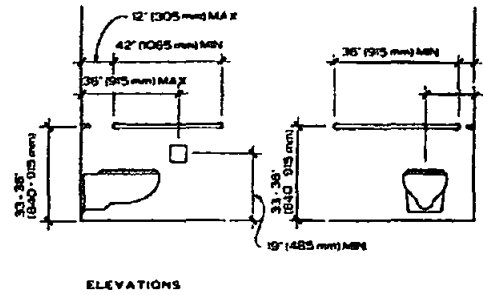 12" (305 mm) MAX
42" (1065 mm) MIN
36" (915 mm) MAX
36" (915 mm) MIN
33 - 36"
(840 - 915 mm)
33 - 36"
(840 - 915 mm)
19" (485 mm) MIN.
ELEVATIONS